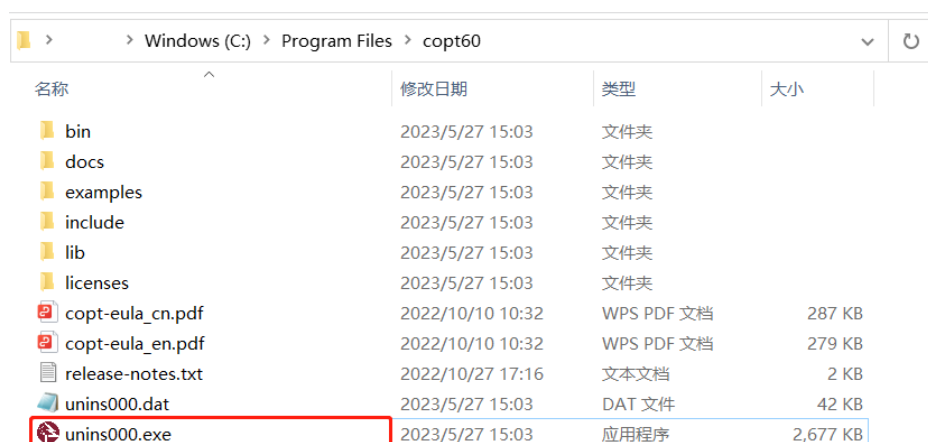 Windows (C:) Program Files copt60
名称 修改日期 类型 大小
bin 2023/5/27 15:03 文件夹
docs 2023/5/27 15:03 文件夹
examples 2023/5/27 15:03 文件夹
include 2023/5/27 15:03 文件夹
lib 2023/5/27 15:03 文件夹
licenses 2023/5/27 15:03 文件夹
copt-eula_cn.pdf 2022/10/10 10:32 WPS PDF 文档 287 KB
copt-eula_en.pdf 2022/10/10 10:32 WPS PDF 文档 279 KB
release-notes.txt 2022/10/27 17:16 文本文档 2 KB
unins000.dat 2023/5/27 15:03 DAT 文件 42 KB
unins000.exe 2023/5/27 15:03 应用程序 2,677 KB